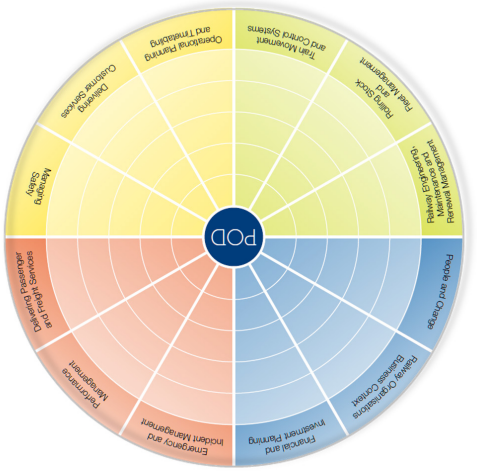 Financial and
Investment Planning
Emergency and
Incident Management
Performance
Management
Delivering Passenger
and Freight Services
Managing
Safety
Delivering
Customer Services
Operational Planning
and Timetabling
Train Movement
and Control Systems
Rolling Stock
and
Fleet Management
Railway Engineering,
Maintenance and
Renewal Management
People and Change
Railway Organisations
Business Context
POD